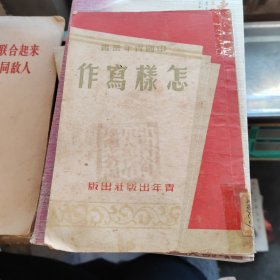 联合起来
同敌人
書叢年青國中
作寫樣怎
版出社版出年青